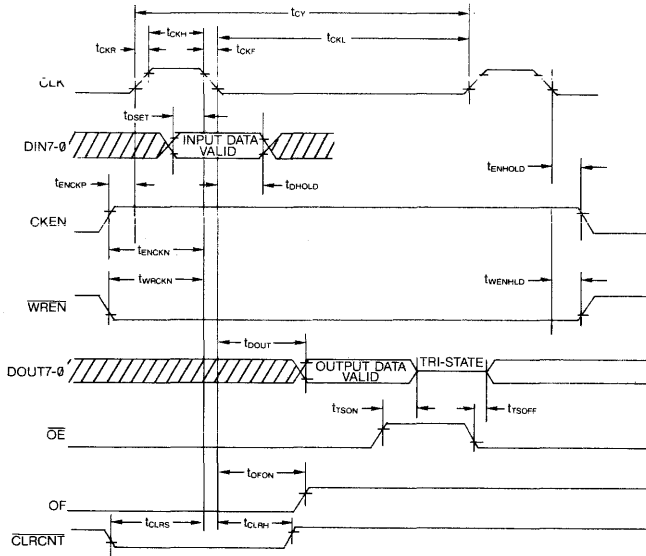 tCY
tCKH
tCKR
tCKF
tCKL
CLK
tDSET
DIN7-0
INPUT DATA
VALID
tENHOLD
tENCKP
tDHOLD
CKEN
tENCKN
tWRCKN
tWENHLD
WREN
tDOUT
DOUT7-0
OUTPUT DATA
VALID
TRI-STATE
tTSON
tTSOFF
OE
tOFON
OF
tCLRS
tCLRH
CLRCNT